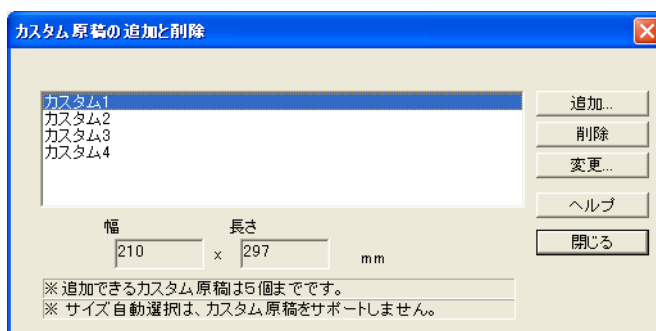 カスタム原稿の追加と削除
カスタム1
カスタム2
カスタム3
カスタム4
追加...
削除
変更...
ヘルプ
閉じる
幅 長さ
210 x 297 mm
※追加できるカスタム原稿は5個までです。
※ サイズ自動選択は、カスタム原稿をサポートしません。